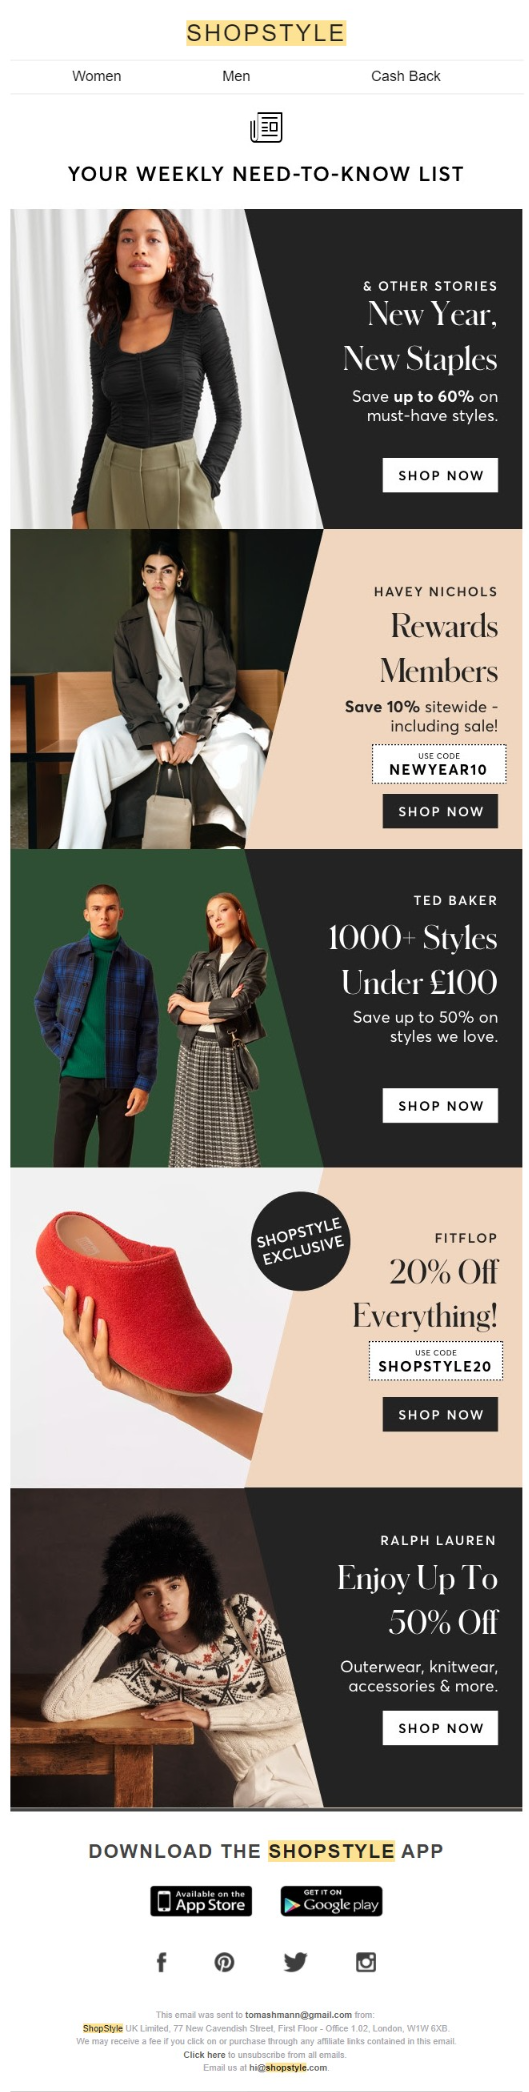 SHOPSTYLE
Women Men Cash Back
YOUR WEEKLY NEED-TO-KNOW LIST
& OTHER STORIES
New Year,
New Staples
Save up to 60% on
must-have styles.
SHOP NOW
HAVEY NICHOLS
Rewards
Members
Save 10% sitewide -
including sale!
USE CODE
NEWYEAR10
SHOP NOW
TED BAKER
1000+ Styles
Under £100
Save up to 50% on
styles we love.
SHOP NOW
SHOPSTYLE
EXCLUSIVE
FITFLOP
20% Off
Everything!
USE CODE
SHOPSTYLE20
SHOP NOW
RALPH LAUREN
Enjoy Up To
50% Off
Outerwear, knitwear,
accessories & more.
SHOP NOW
DOWNLOAD THE SHOPSTYLE APP
Available on the
App Store
GET IT ON
Google play
This email was sent to tomashmann@gmail.com from:
ShopStyle UK Limited, 77 New Cavendish Street, First Floor - Office 1.02, London, W1W 6XB.
We may receive a fee if you click on or purchase through any affiliate links contained in this email.
Click here to unsubscribe from all emails.
Email us at hi@shopstyle.com.